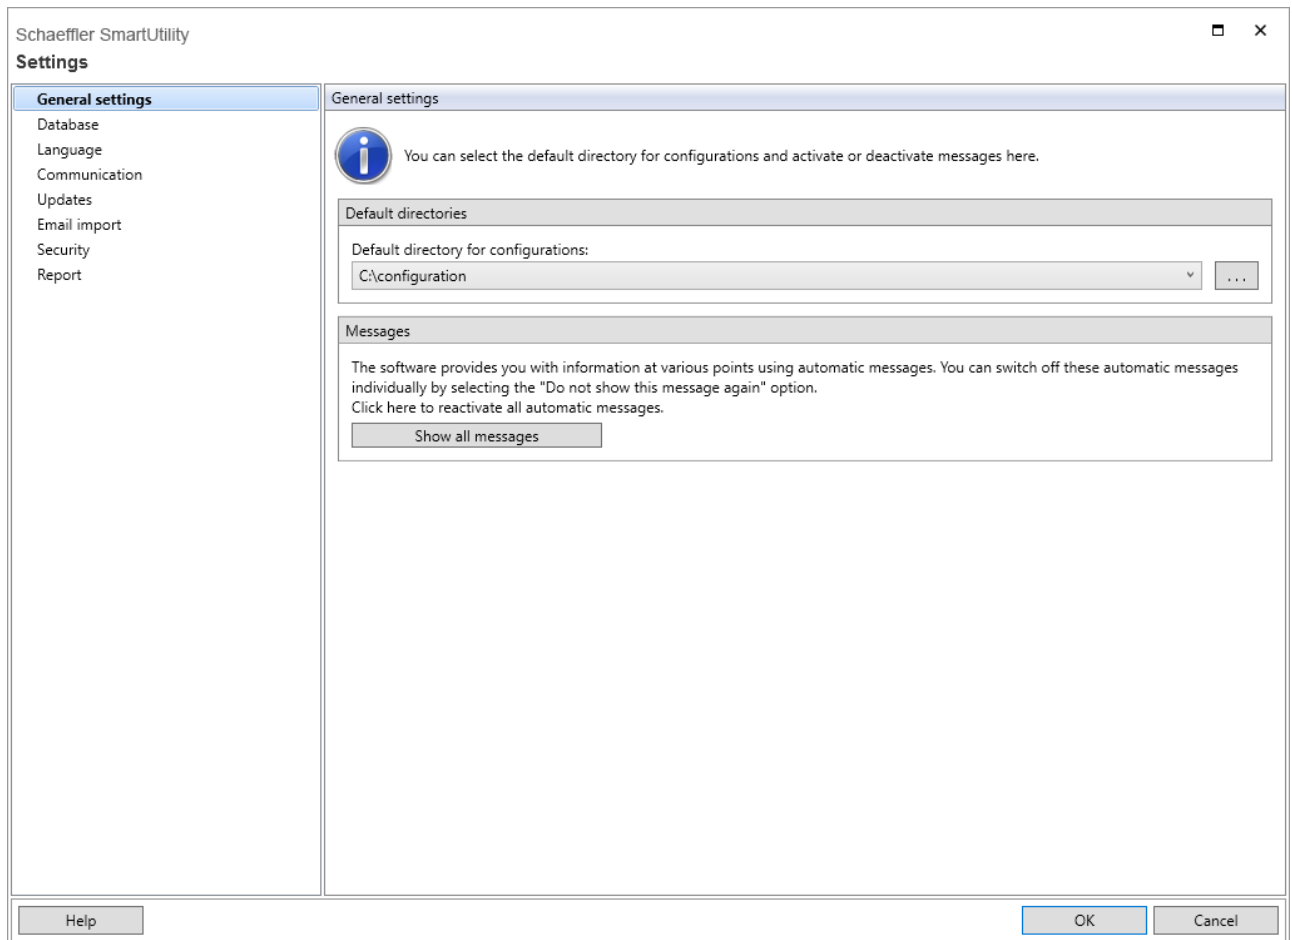 Schaeffler SmartUtility
Settings
General settings
Database
Language
Communication
Updates
Email import
Security
Report
General settings
You can select the default directory for configurations and activate or deactivate messages here.
Default directories
Default directory for configurations:
C:\configuration
...
Messages
The software provides you with information at various points using automatic messages. You can switch off these automatic messages
individually by selecting the "Do not show this message again" option.
Click here to reactivate all automatic messages.
Show all messages
Help
OK
Cancel